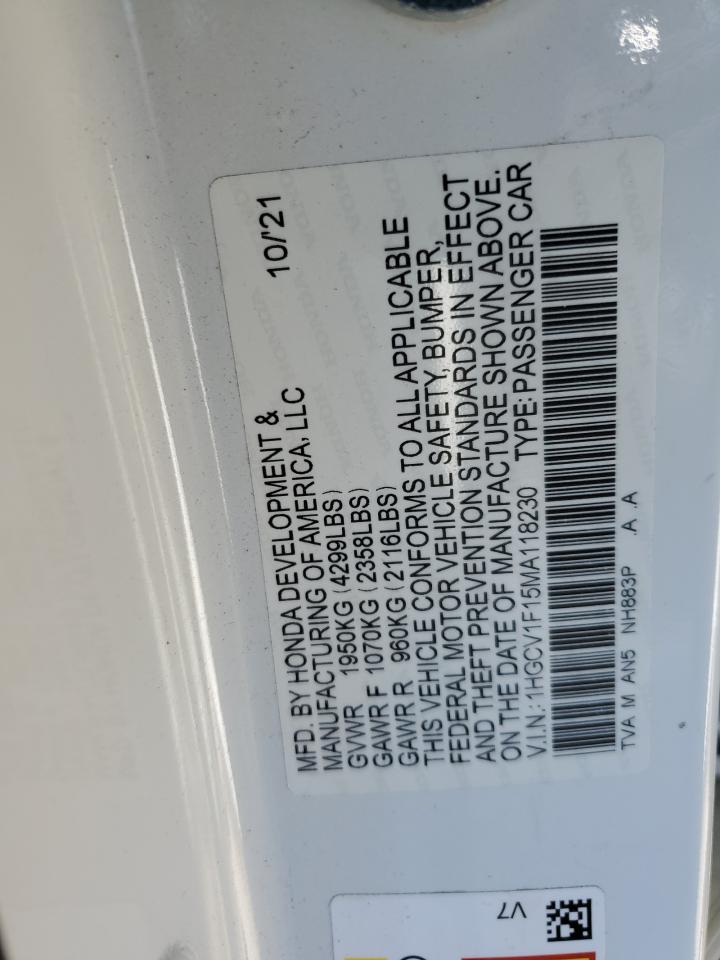 MFD. BY HONDA DEVELOPMENT & 10/'21
MANUFACTURING OF AMERICA, LLC
GVWR 1950KG (4299LBS)
GAWR F 1070KG (2358LBS)
GAWR R 960KG (2116LBS)
THIS VEHICLE CONFORMS TO ALL APPLICABLE
FEDERAL MOTOR VEHICLE SAFETY, BUMPER,
AND THEFT PREVENTION STANDARDS IN EFFECT
ON THE DATE OF MANUFACTURE SHOWN ABOVE.
V.I.N.: 1HGCV1F15MA118230 TYPE: PASSENGER CAR
TVA M AN5 NH883P .A .A
V7